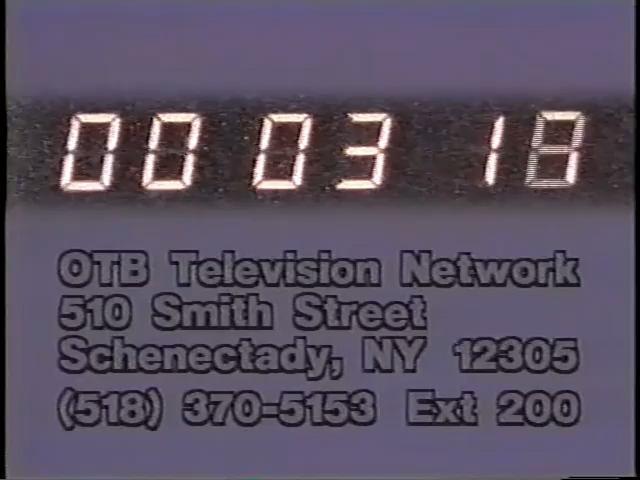 00 03 18
OTB Television Network
510 Smith Street
Schenectady, NY 12305
(518) 370-5153 Ext 200